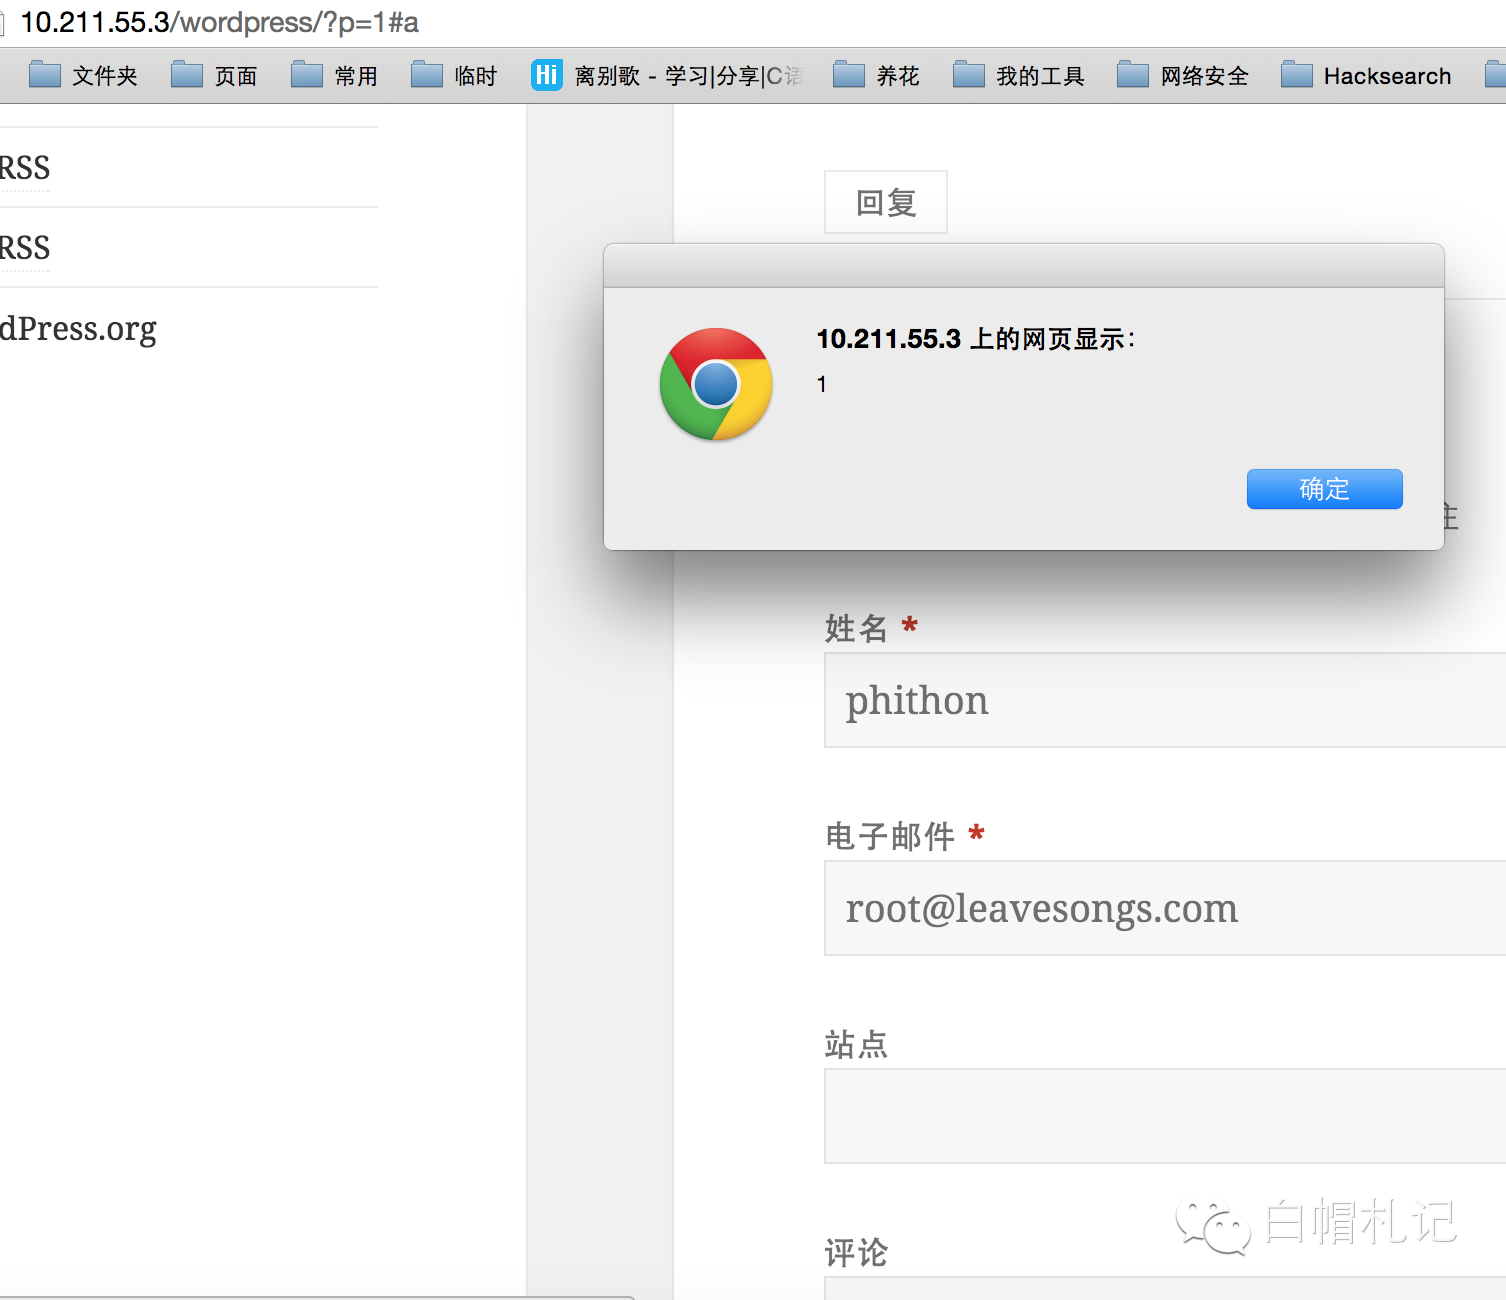 10.211.55.3/wordpress/?p=1#a
文件夹 页面 常用 临时 Hi 离别歌 - 学习|分享|C语 养花 我的工具 网络安全 Hacksearch
RSS
RSS
dPress.org
回复
10.211.55.3 上的网页显示：
1
确定
注
姓名 *
phithon
电子邮件 *
root@leavesongs.com
站点
评论
白帽札记